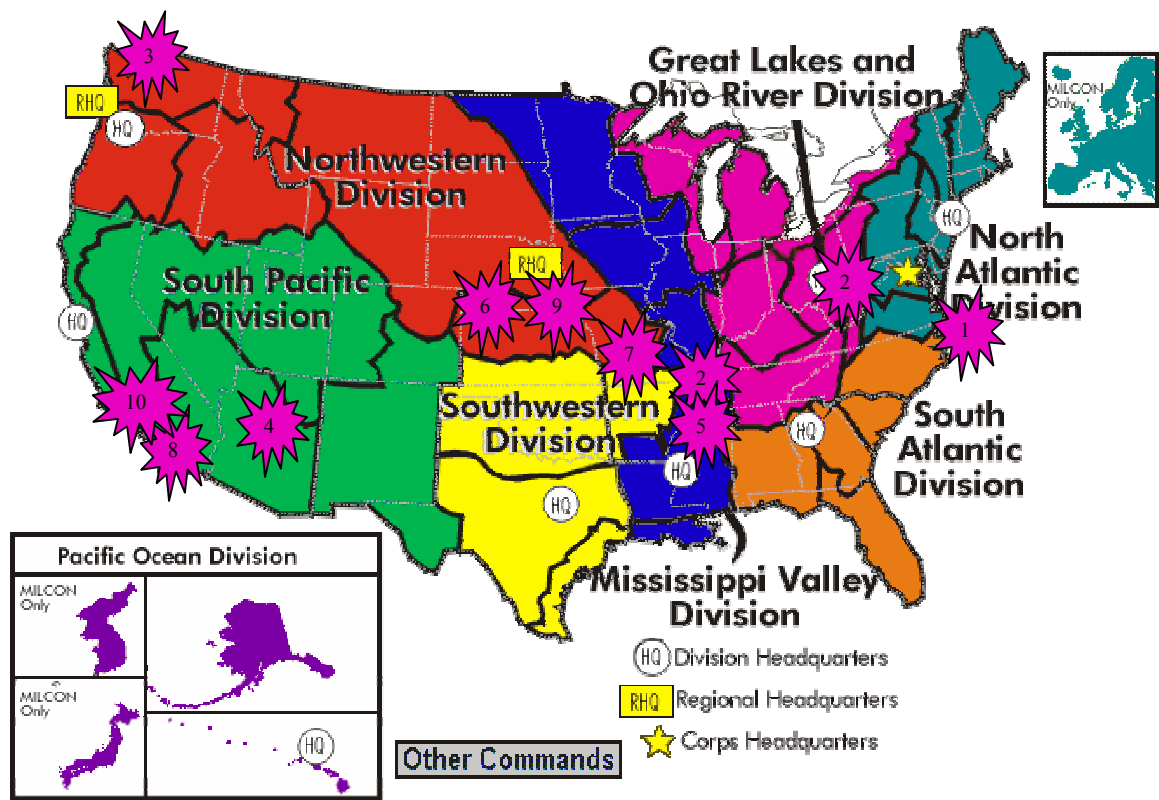 3
Great Lakes and
Ohio River Division
MILCON
Only
RHQ
HQ
Northwestern
Division
HQ
North
Atlantic
Division
RHQ
South Pacific
Division
2
6
9
HQ
1
7
2
10
4
Southwestern
Division
5
HQ
South
Atlantic
Division
8
HQ
HQ
Pacific Ocean Division
MILCON
Only
Mississippi Valley
Division
HQ Division Headquarters
MILCON
Only
RHQ Regional Headquarters
HQ
Corps Headquarters
Other Commands